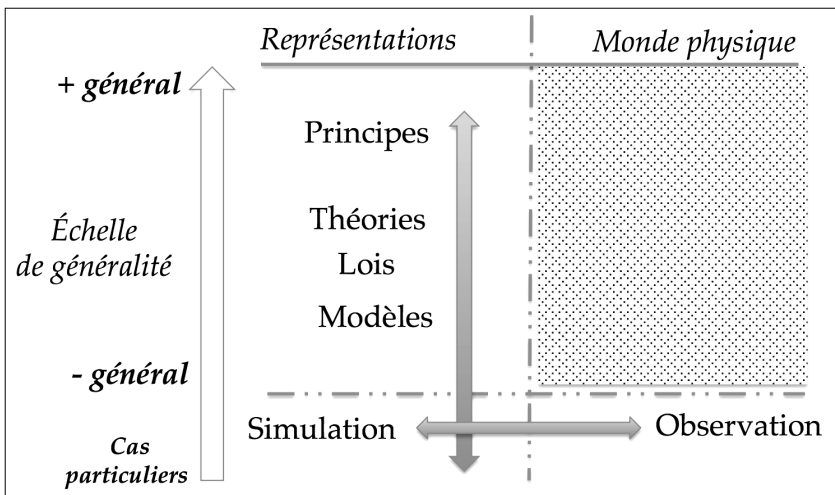 Représentations
Monde physique
+ général
Principes
Échelle
de généralité
Théories
Lois
Modèles
- général
Cas
particuliers
Simulation
Observation